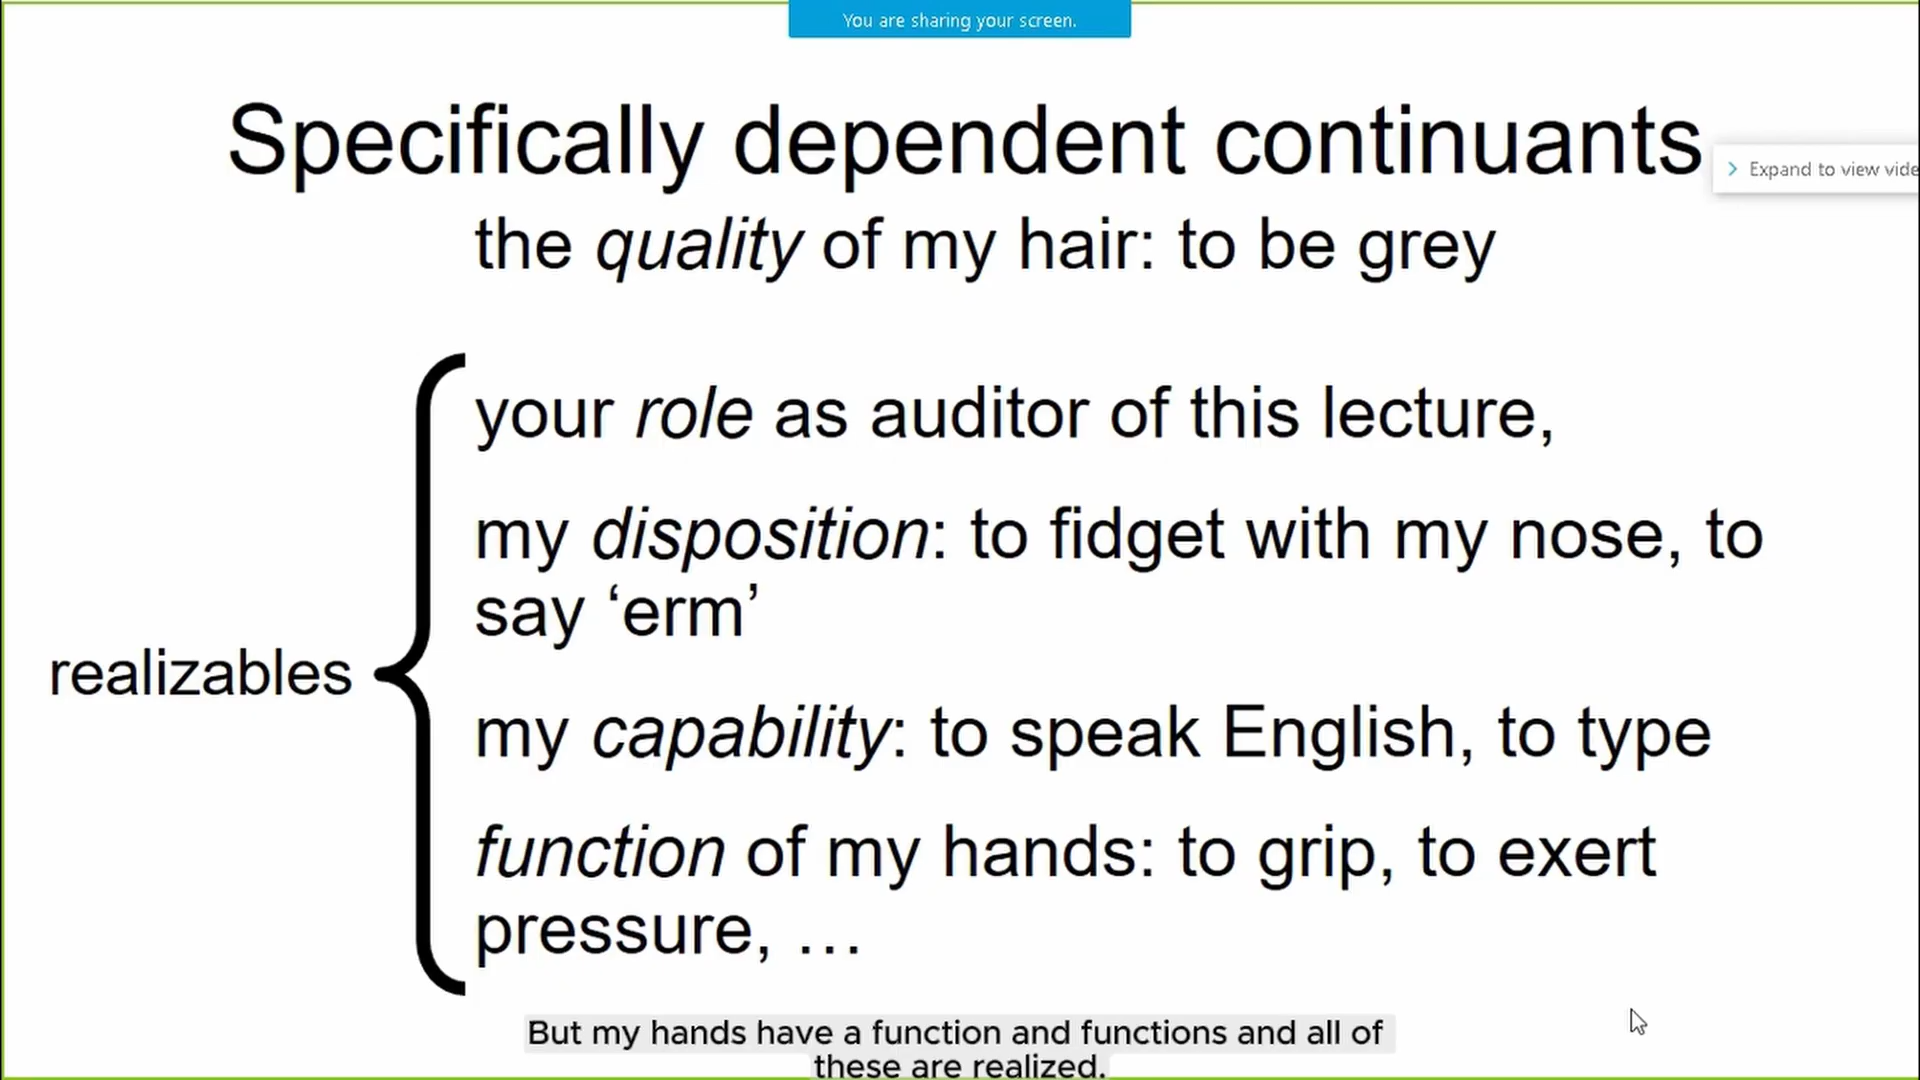 You are sharing your screen.
Specifically dependent continuants
Expand to view vide
the quality of my hair: to be grey
your role as auditor of this lecture,
my disposition: to fidget with my nose, to
say ‘erm’
realizables
my capability: to speak English, to type
function of my hands: to grip, to exert
pressure, …
But my hands have a function and functions and all of
these are realized.